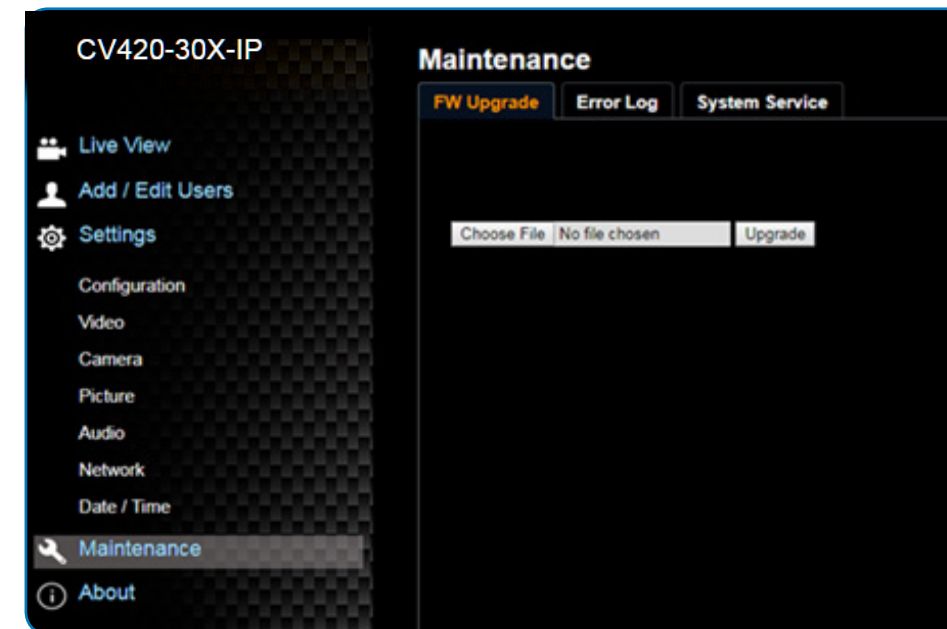 CV420-30X-IP
Live View
Add / Edit Users
Settings
Configuration
Video
Camera
Picture
Audio
Network
Date / Time
Maintenance
About
Maintenance
FW Upgrade
Error Log
System Service
Choose File No file chosen
Upgrade